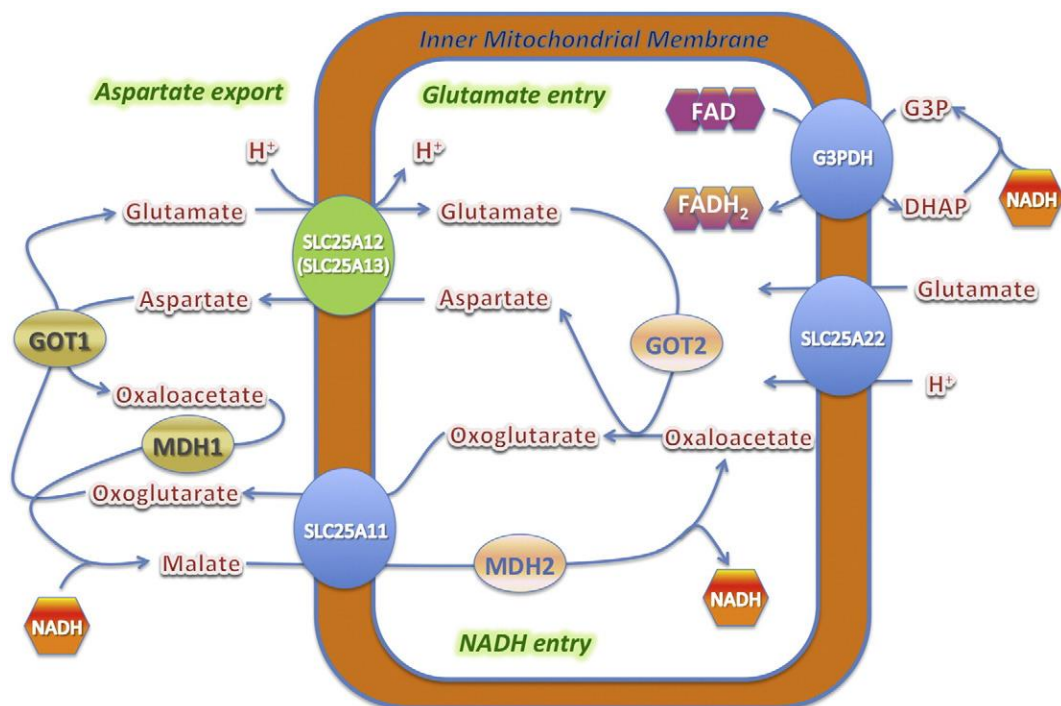 Inner Mitochondrial Membrane
Aspartate export
Glutamate entry
FAD
G3P
H⁺
H⁺
G3PDH
NADH
Glutamate
Glutamate
FADH₂
DHAP
SLC25A12
(SLC25A13)
Aspartate
Aspartate
Glutamate
GOT1
GOT2
SLC25A22
Oxaloacetate
H⁺
MDH1
Oxoglutarate
Oxaloacetate
Oxoglutarate
SLC25A11
Malate
MDH2
NADH
NADH
NADH entry